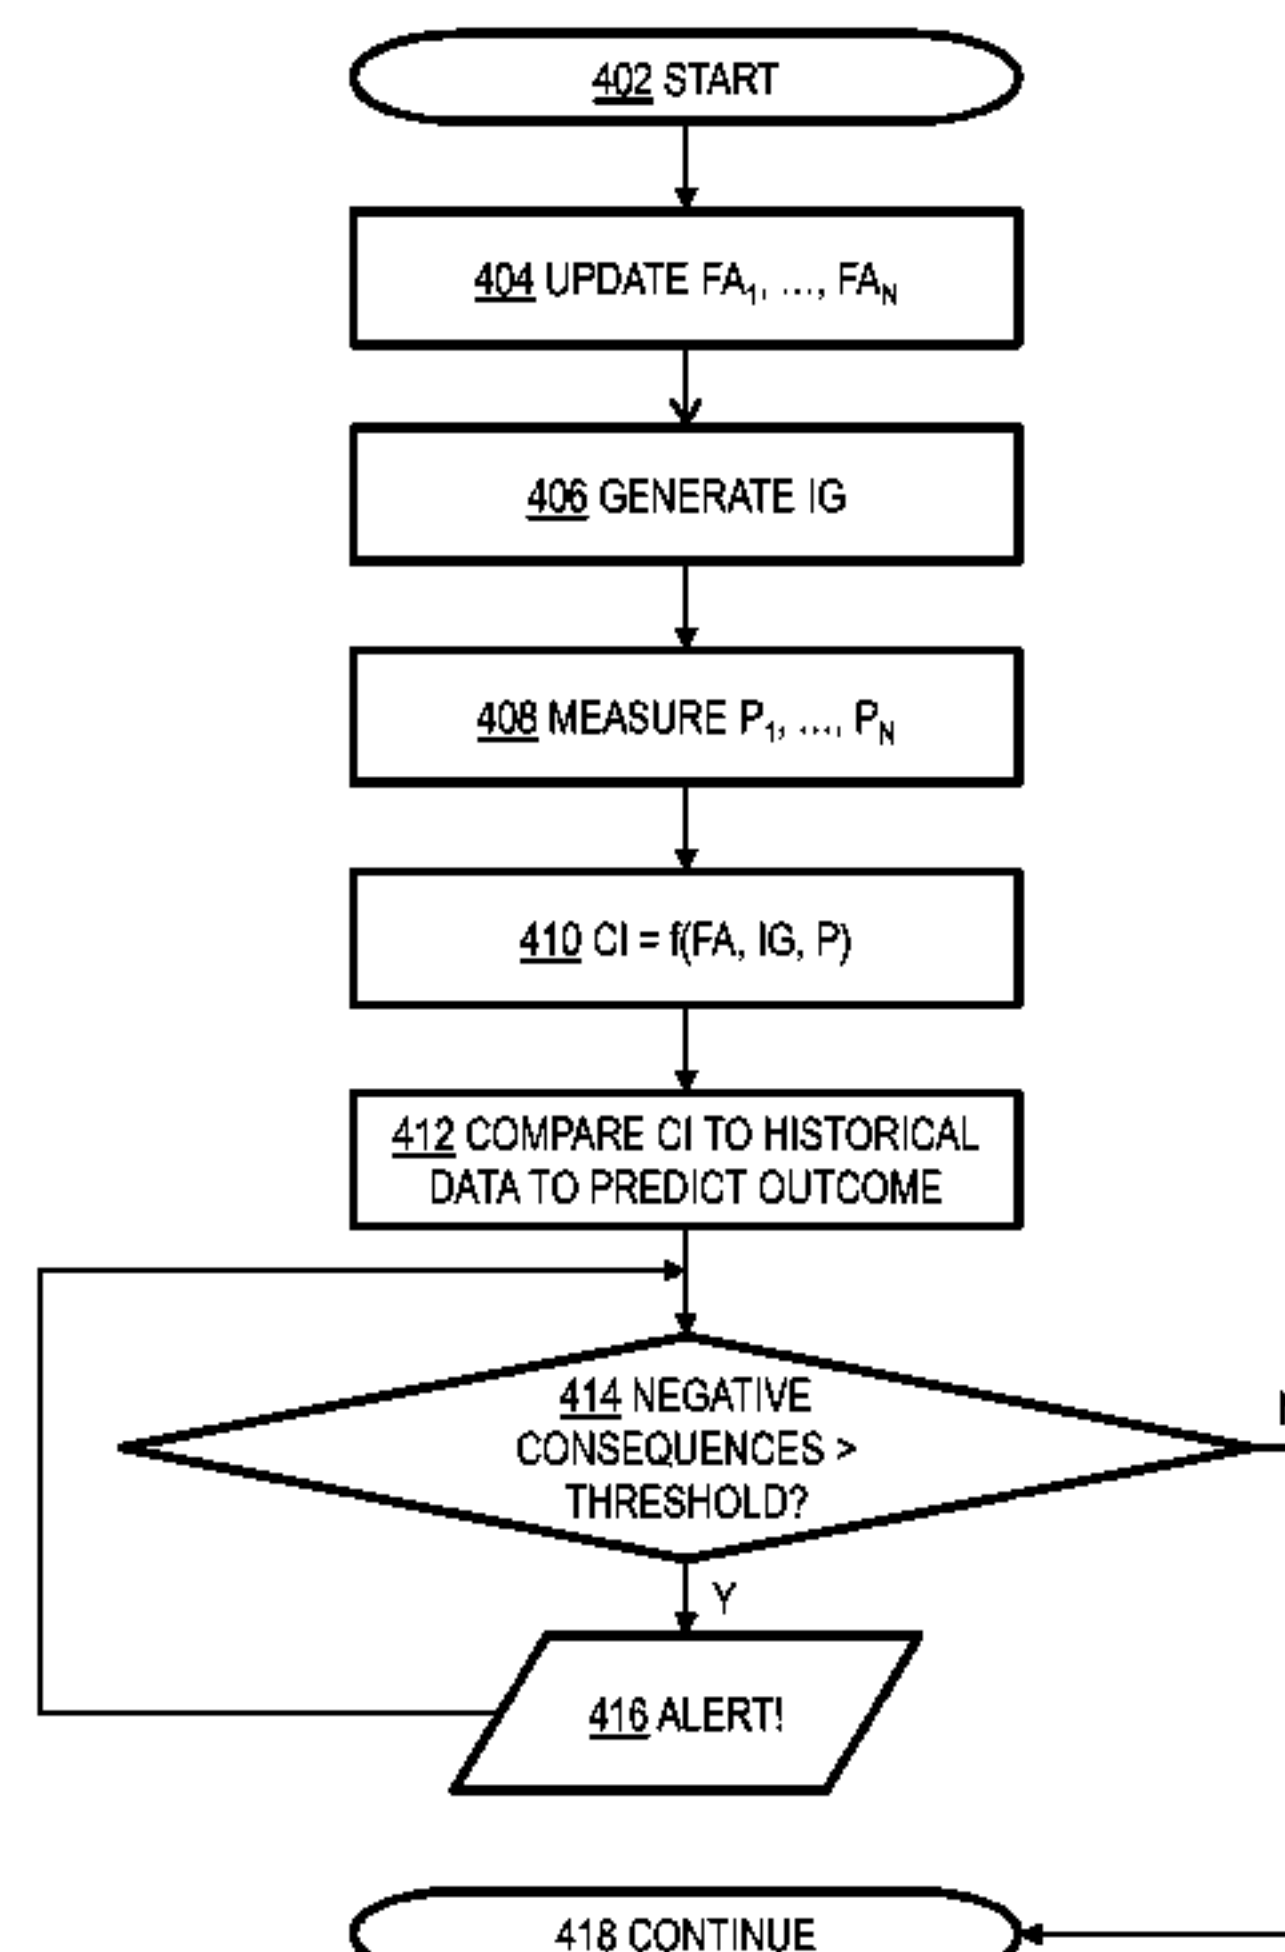 402 START
404 UPDATE FA₁, ..., FAN
406 GENERATE IG
408 MEASURE P₁, ..., PN
410 CI = f(FA, IG, P)
412 COMPARE CI TO HISTORICAL
DATA TO PREDICT OUTCOME
414 NEGATIVE
CONSEQUENCES >
THRESHOLD?
Y
416 ALERT!
418 CONTINUE